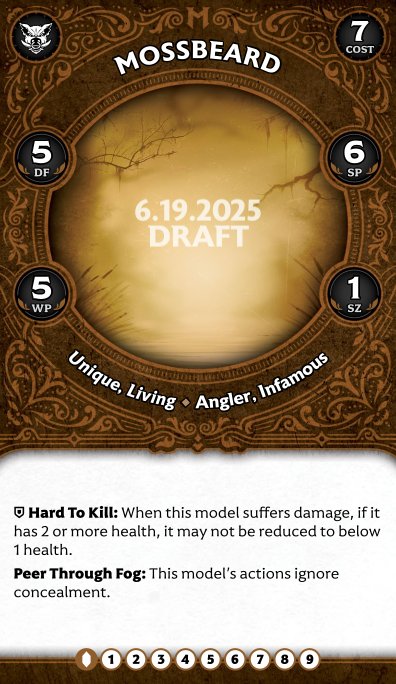 MOSSBEARD
7
COST
5
DF
6
SP
6.19.2025
DRAFT
5
WP
1
SZ
Unique, Living ◆ Angler, Infamous
Hard To Kill: When this model suffers damage, if it
has 2 or more health, it may not be reduced to below
1 health.
Peer Through Fog: This model's actions ignore
concealment.
1 2 3 4 5 6 7 8 9